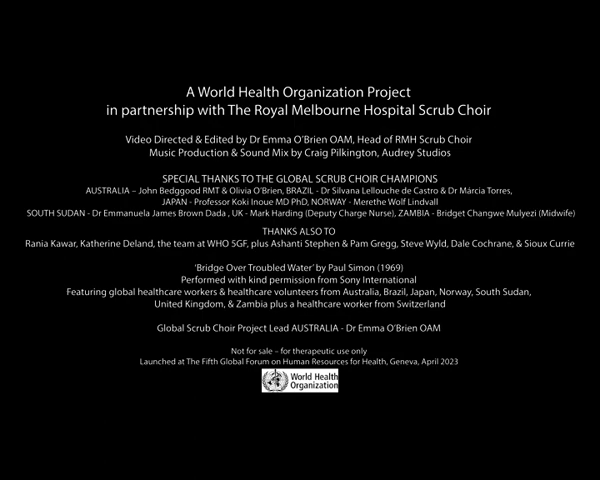 A World Health Organization Project
in partnership with The Royal Melbourne Hospital Scrub Choir
Video Directed & Edited by Dr Emma O'Brien OAM, Head of RMH Scrub Choir
Music Production & Sound Mix by Craig Pilkington, Audrey Studios
SPECIAL THANKS TO THE GLOBAL SCRUB CHOIR CHAMPIONS
AUSTRALIA – John Bedggood RMT & Olivia O'Brien, BRAZIL - Dr Silvana Lellouche de Castro & Dr Márcia Torres,
JAPAN - Professor Koki Inoue MD PhD, NORWAY - Merethe Wolf Lindvall
SOUTH SUDAN - Dr Emmanuela James Brown Dada , UK - Mark Harding (Deputy Charge Nurse), ZAMBIA - Bridget Changwe Mulyezi (Midwife)
THANKS ALSO TO
Rania Kawar, Katherine Deland, the team at WHO 5GF, plus Ashanti Stephen & Pam Gregg, Steve Wyld, Dale Cochrane, & Sioux Currie
'Bridge Over Troubled Water' by Paul Simon (1969)
Performed with kind permission from Sony International
Featuring global healthcare workers & healthcare volunteers from Australia, Brazil, Japan, Norway, South Sudan,
United Kingdom, & Zambia plus a healthcare worker from Switzerland
Global Scrub Choir Project Lead AUSTRALIA - Dr Emma O'Brien OAM
Not for sale – for therapeutic use only
Launched at The Fifth Global Forum on Human Resources for Health, Geneva, April 2023
World Health
Organization